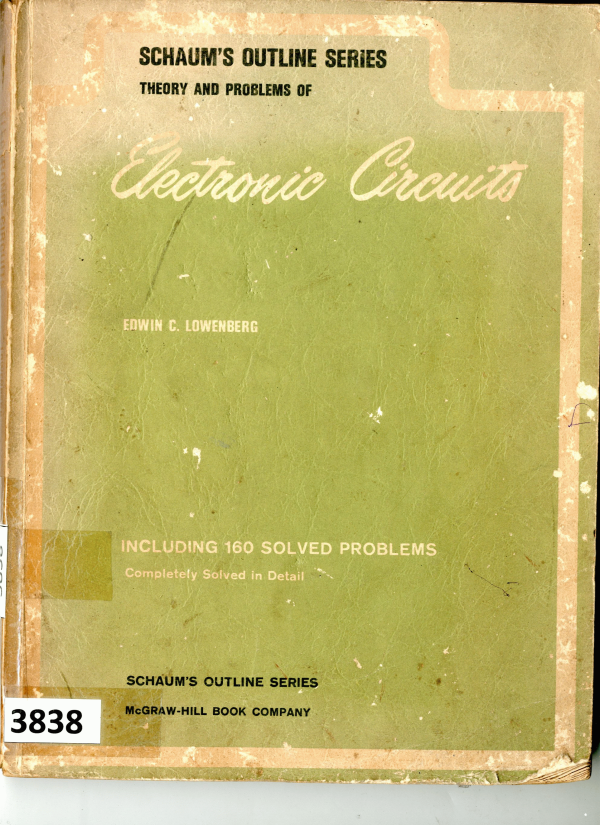 SCHAUM'S OUTLINE SERIES
THEORY AND PROBLEMS OF
Electronic Circuits
EDWIN C. LOWENBERG
INCLUDING 160 SOLVED PROBLEMS
Completely Solved in Detail
SCHAUM'S OUTLINE SERIES
McGRAW-HILL BOOK COMPANY
3838